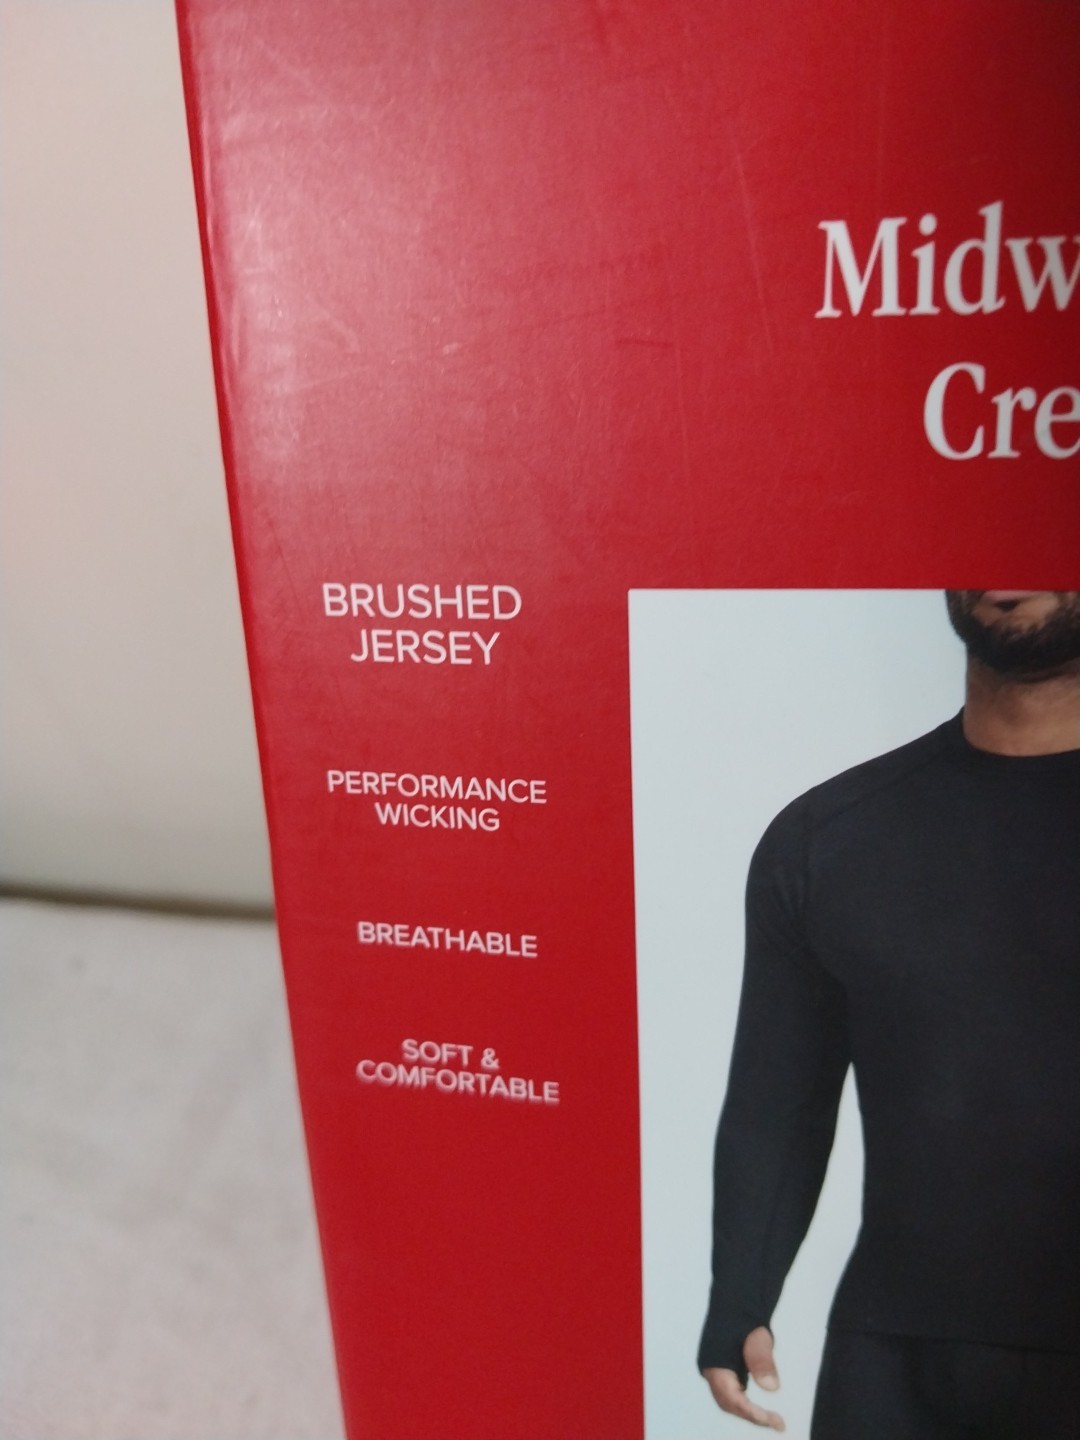 Midw
Cre
BRUSHED
JERSEY
PERFORMANCE
WICKING
BREATHABLE
SOFT &
COMFORTABLE